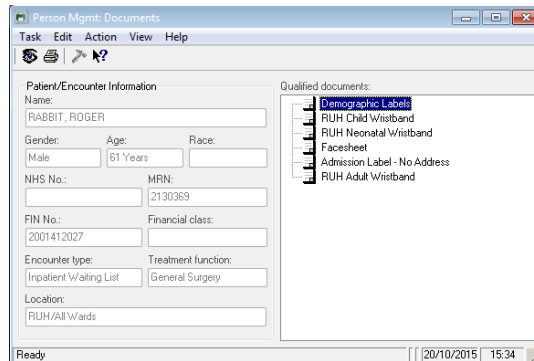 Person Mgmt: Documents
Task Edit Action View Help
Patient/Encounter Information
Name:
RABBIT, ROGER
Gender: Age: Race:
Male 61 Years
NHS No.: MRN:
2130369
FIN No.: Financial class:
2001412027
Encounter type: Treatment function:
Inpatient Waiting List General Surgery
Location:
RUH/All Wards
Qualified documents:
Demographic Labels
RUH Child Wristband
RUH Neonatal Wristband
Facesheet
Admission Label - No Address
RUH Adult Wristband
Ready 20/10/2015 15:34